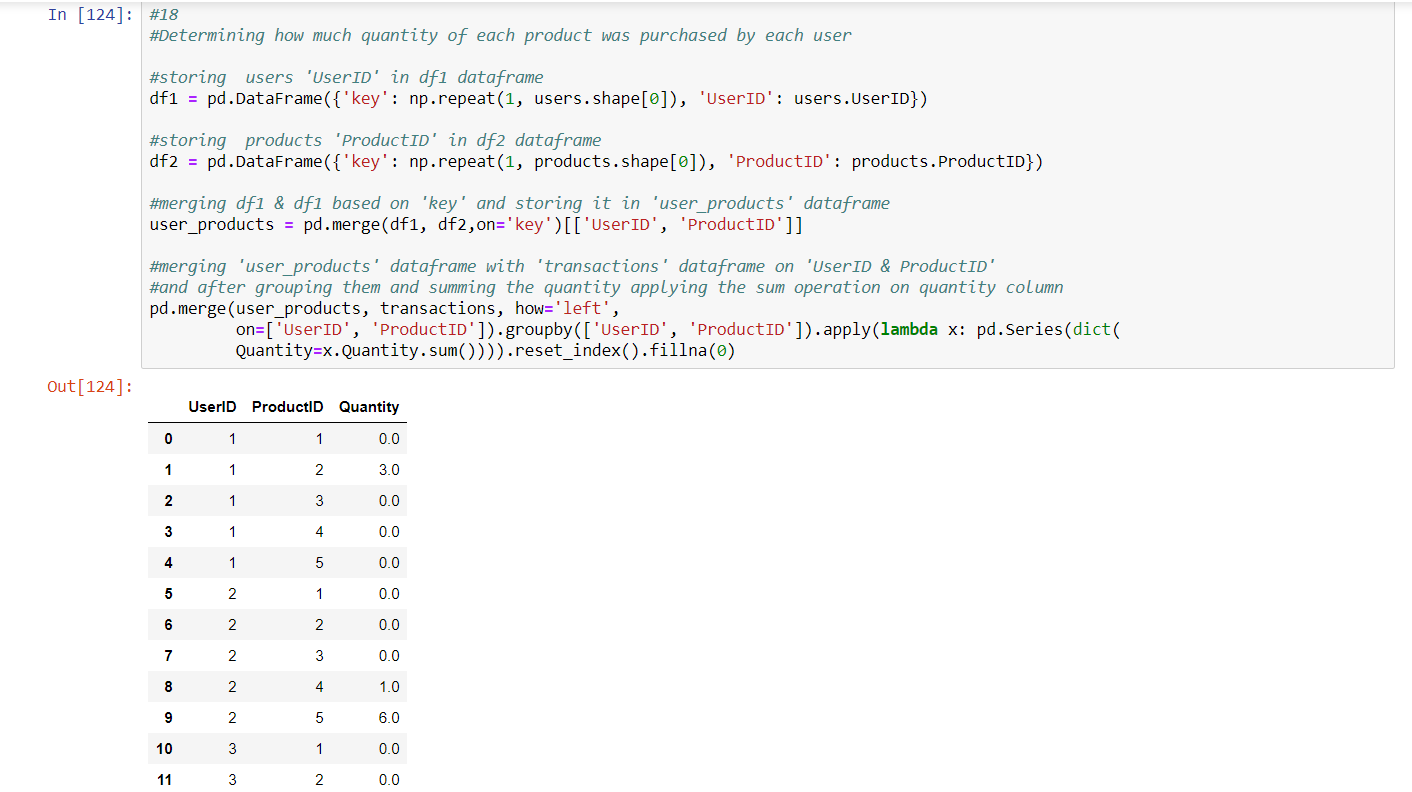 In [124]: #18
#Determining how much quantity of each product was purchased by each user
#storing  users 'UserID' in df1 dataframe
df1 = pd.DataFrame({'key': np.repeat(1, users.shape[0]), 'UserID': users.UserID})
#storing  products 'ProductID' in df2 dataframe
df2 = pd.DataFrame({'key': np.repeat(1, products.shape[0]), 'ProductID': products.ProductID})
#merging df1 & df1 based on 'key' and storing it in 'user_products' dataframe
user_products = pd.merge(df1, df2,on='key')[['UserID', 'ProductID']]
#merging 'user_products' dataframe with 'transactions' dataframe on 'UserID & ProductID'
#and after grouping them and summing the quantity applying the sum operation on quantity column
pd.merge(user_products, transactions, how='left',
         on=['UserID', 'ProductID']).groupby(['UserID', 'ProductID']).apply(lambda x: pd.Series(dict(
         Quantity=x.Quantity.sum()))).reset_index().fillna(0)
Out[124]:
UserID ProductID Quantity
0 1 1 0.0
1 1 2 3.0
2 1 3 0.0
3 1 4 0.0
4 1 5 0.0
5 2 1 0.0
6 2 2 0.0
7 2 3 0.0
8 2 4 1.0
9 2 5 6.0
10 3 1 0.0
11 3 2 0.0